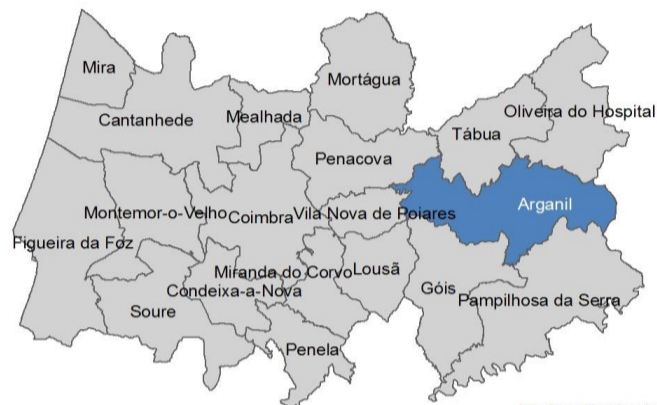 Mira
Mortágua
Cantanhede
Mealhada
Oliveira do Hospital
Tábua
Penacova
Montemor-o-Velho
Coimbra
Vila Nova de Poiares
Arganil
Figueira da Foz
Miranda do Corvo
Lousã
Condeixa-a-Nova
Góis
Pampilhosa da Serra
Soure
Penela